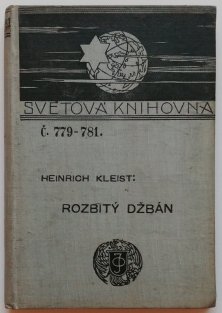 SVĚTOVÁ KNIHOVNA
Č. 779-781.
HEINRICH KLEIST:
ROZBITÝ DŽBÁN